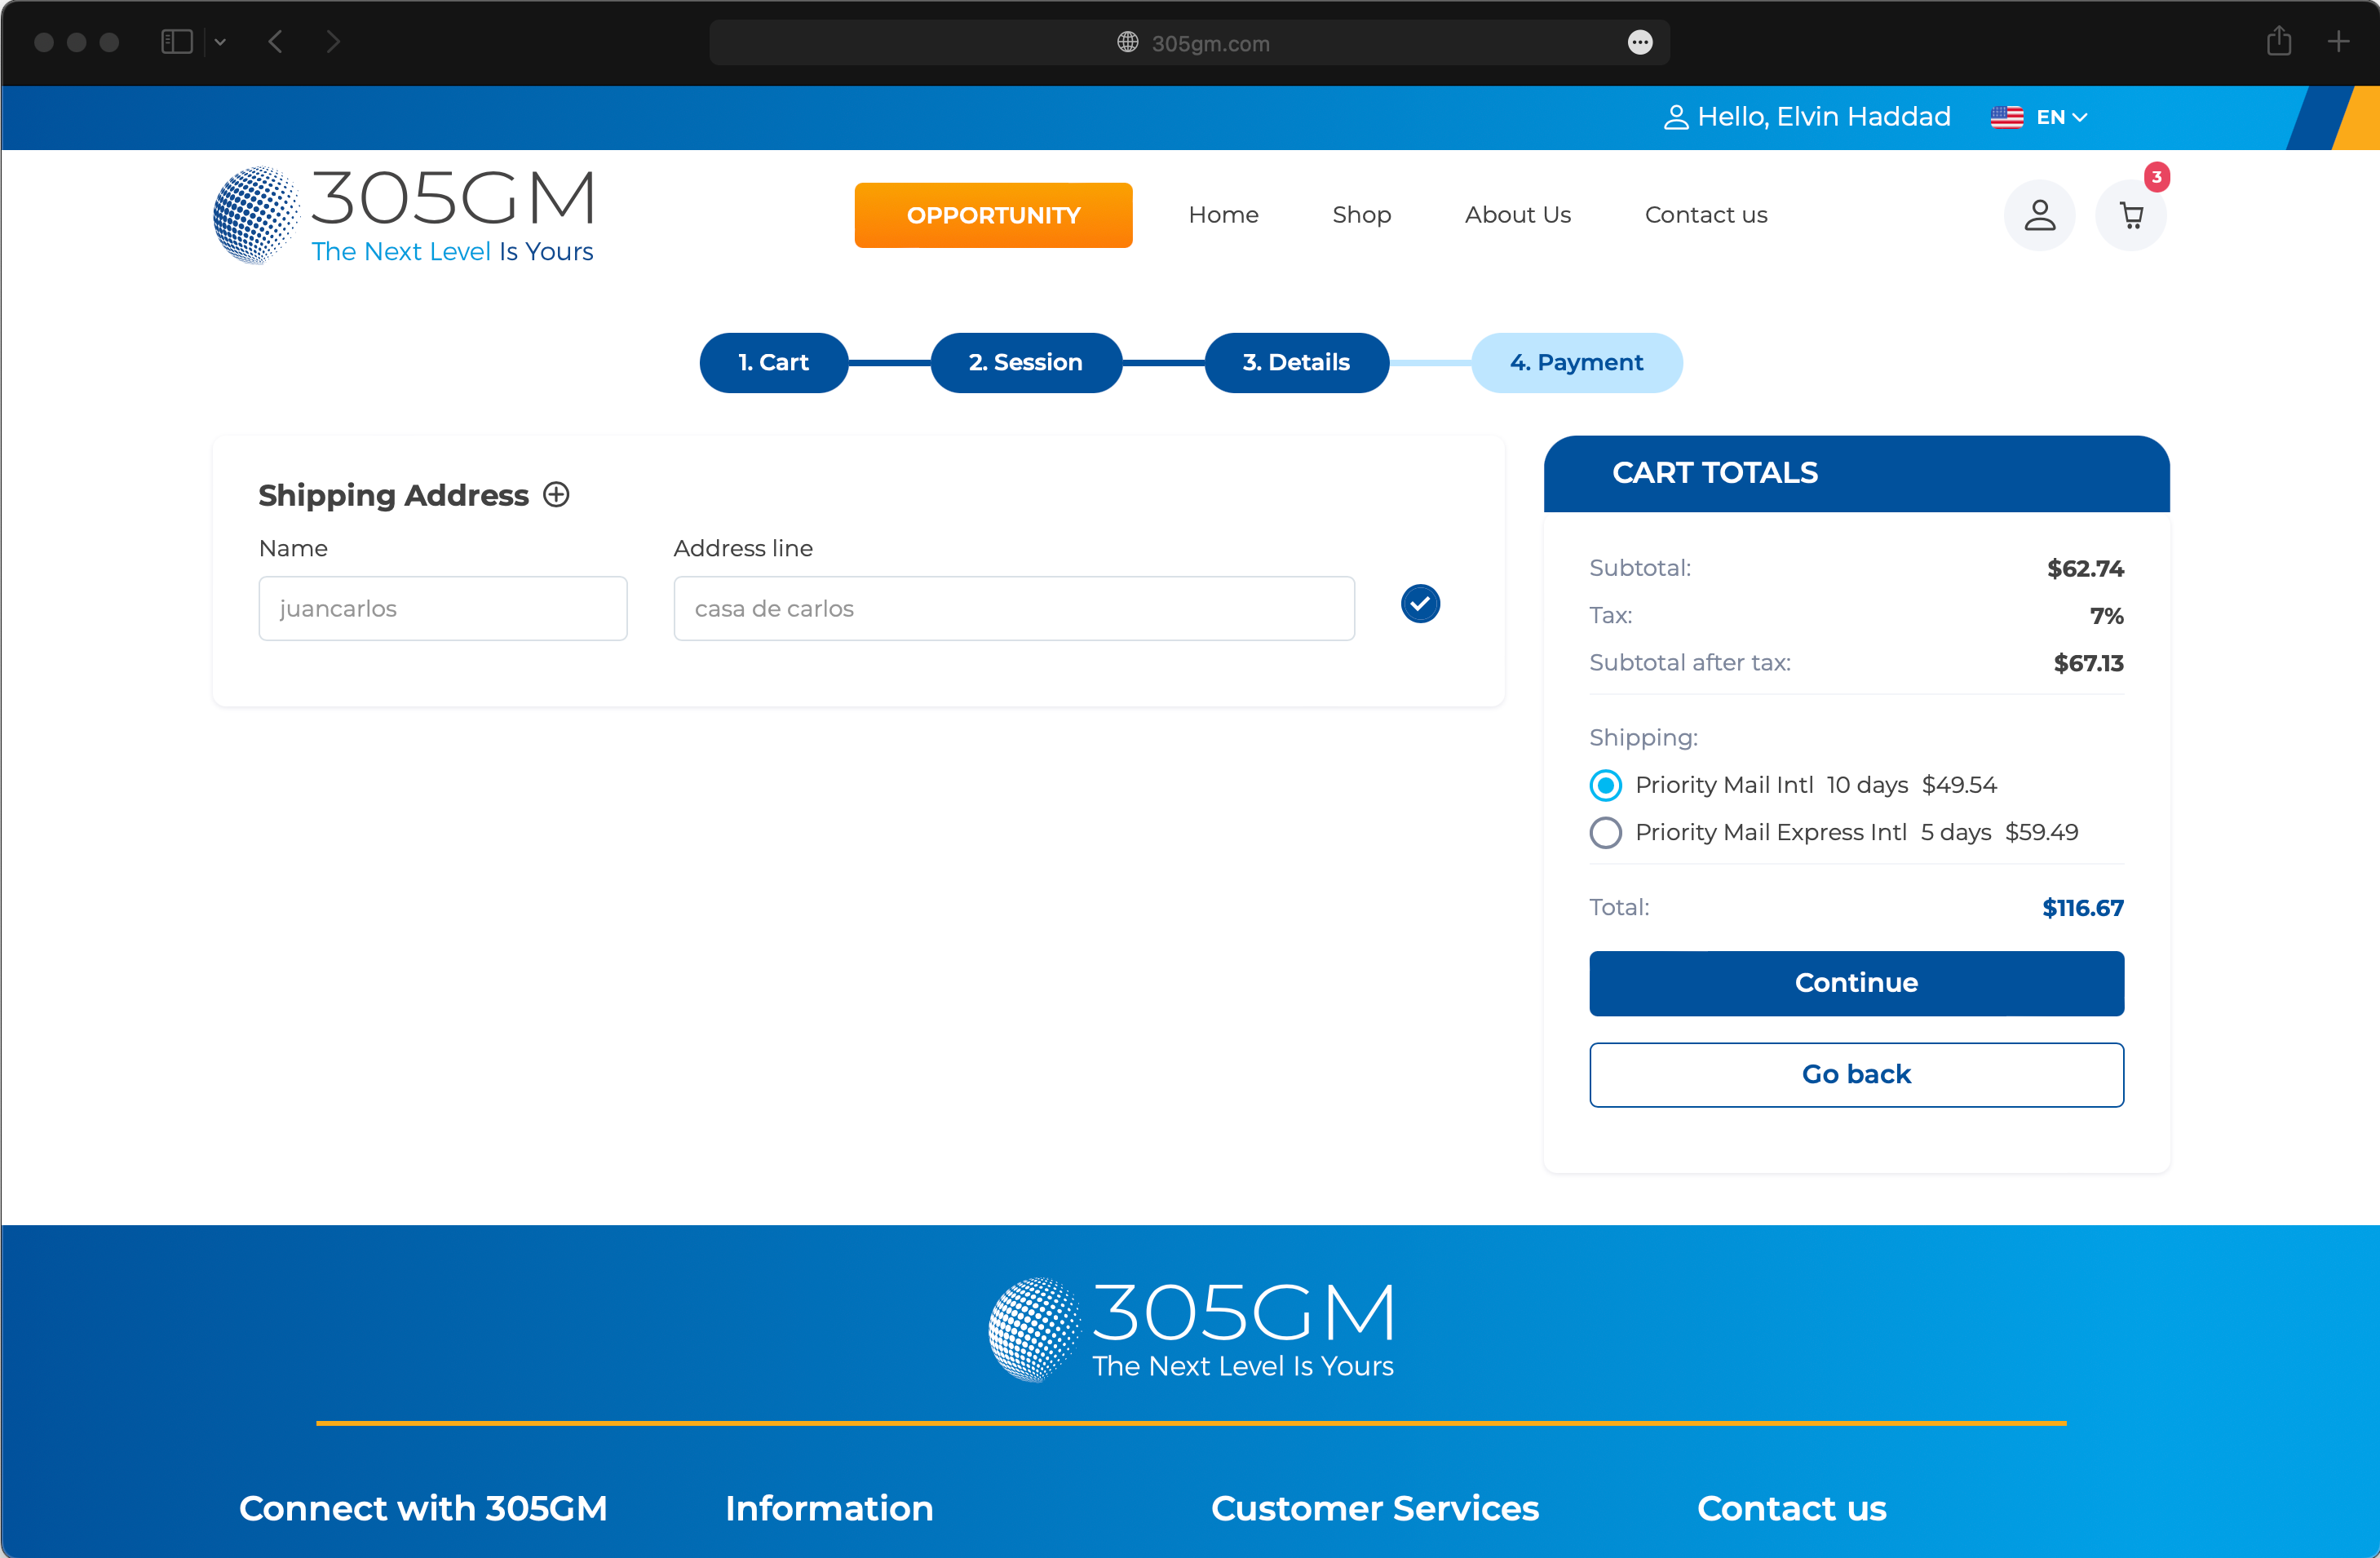 305gm.com
Hello, Elvin Haddad EN
305GM
The Next Level Is Yours
OPPORTUNITY Home Shop About Us Contact us
3
1. Cart 2. Session 3. Details 4. Payment
Shipping Address
Name Address line
juancarlos casa de carlos
CART TOTALS
Subtotal: $62.74
Tax: 7%
Subtotal after tax: $67.13
Shipping:
Priority Mail Intl 10 days $49.54
Priority Mail Express Intl 5 days $59.49
Total: $116.67
Continue
Go back
305GM
The Next Level Is Yours
Connect with 305GM Information Customer Services Contact us